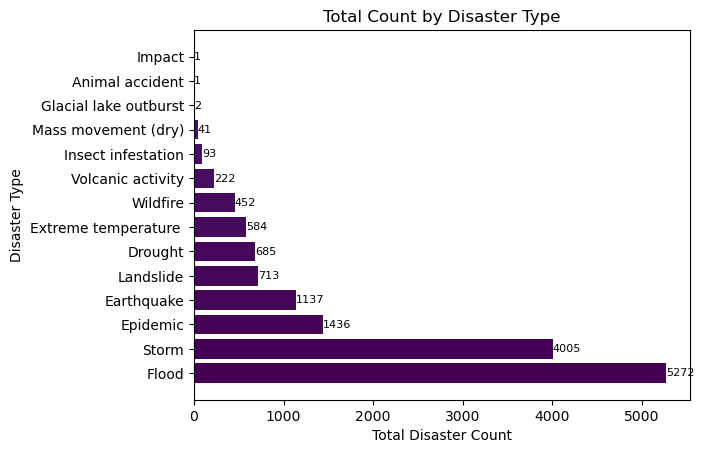 Total Count by Disaster Type
Disaster Type
Impact 1
Animal accident 1
Glacial lake outburst 2
Mass movement (dry) 41
Insect infestation 93
Volcanic activity 222
Wildfire 452
Extreme temperature 584
Drought 685
Landslide 713
Earthquake 1137
Epidemic 1436
Storm 4005
Flood 5272
0 1000 2000 3000 4000 5000
Total Disaster Count